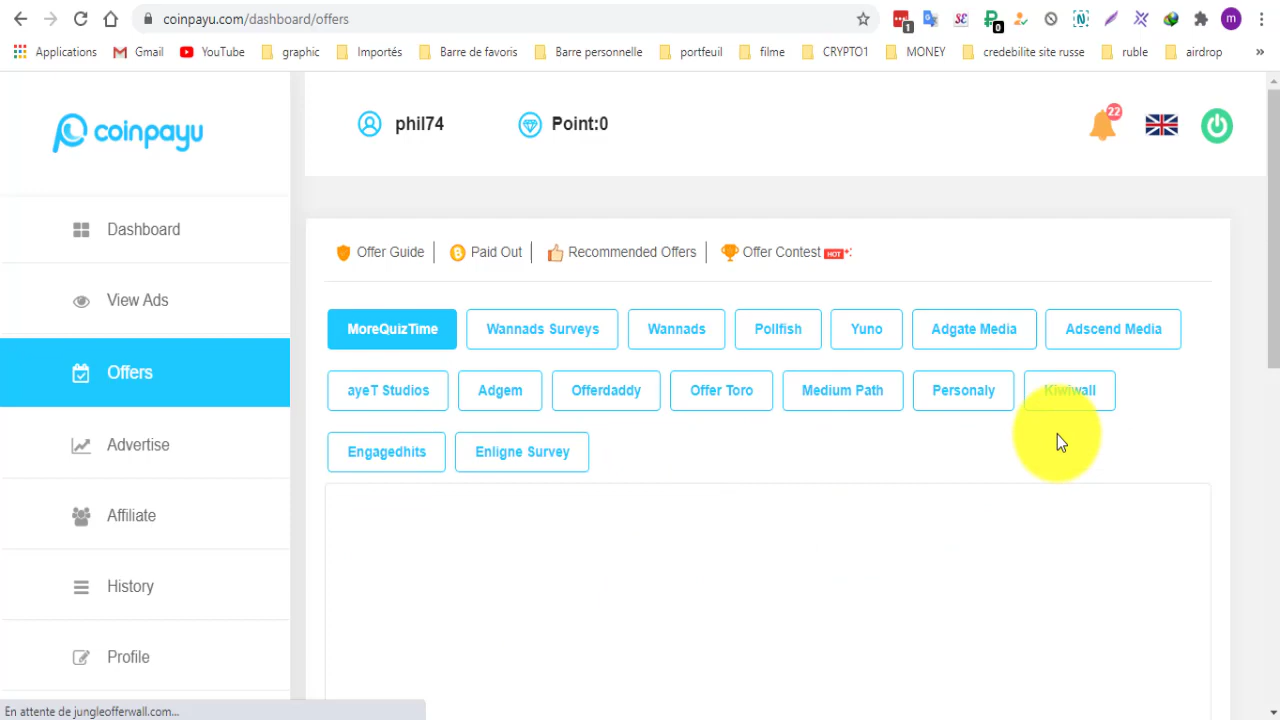 coinpayu.com/dashboard/offers
1
0
m
Applications Gmail YouTube graphic Importés Barre de favoris Barre personnelle portfeuil filme CRYPTO1 MONEY credebilite site russe ruble airdrop »
coinpayu
phil74 Point:0 22
Dashboard
View Ads
Offers
Advertise
Affiliate
History
Profile
Offer Guide Paid Out Recommended Offers Offer Contest HOT :
MoreQuizTime Wannads Surveys Wannads Pollfish Yuno Adgate Media Adscend Media
ayeT Studios Adgem Offerdaddy Offer Toro Medium Path Personaly Kiwiwall
Engagedhits Enligne Survey
En attente de jungleofferwall.com...